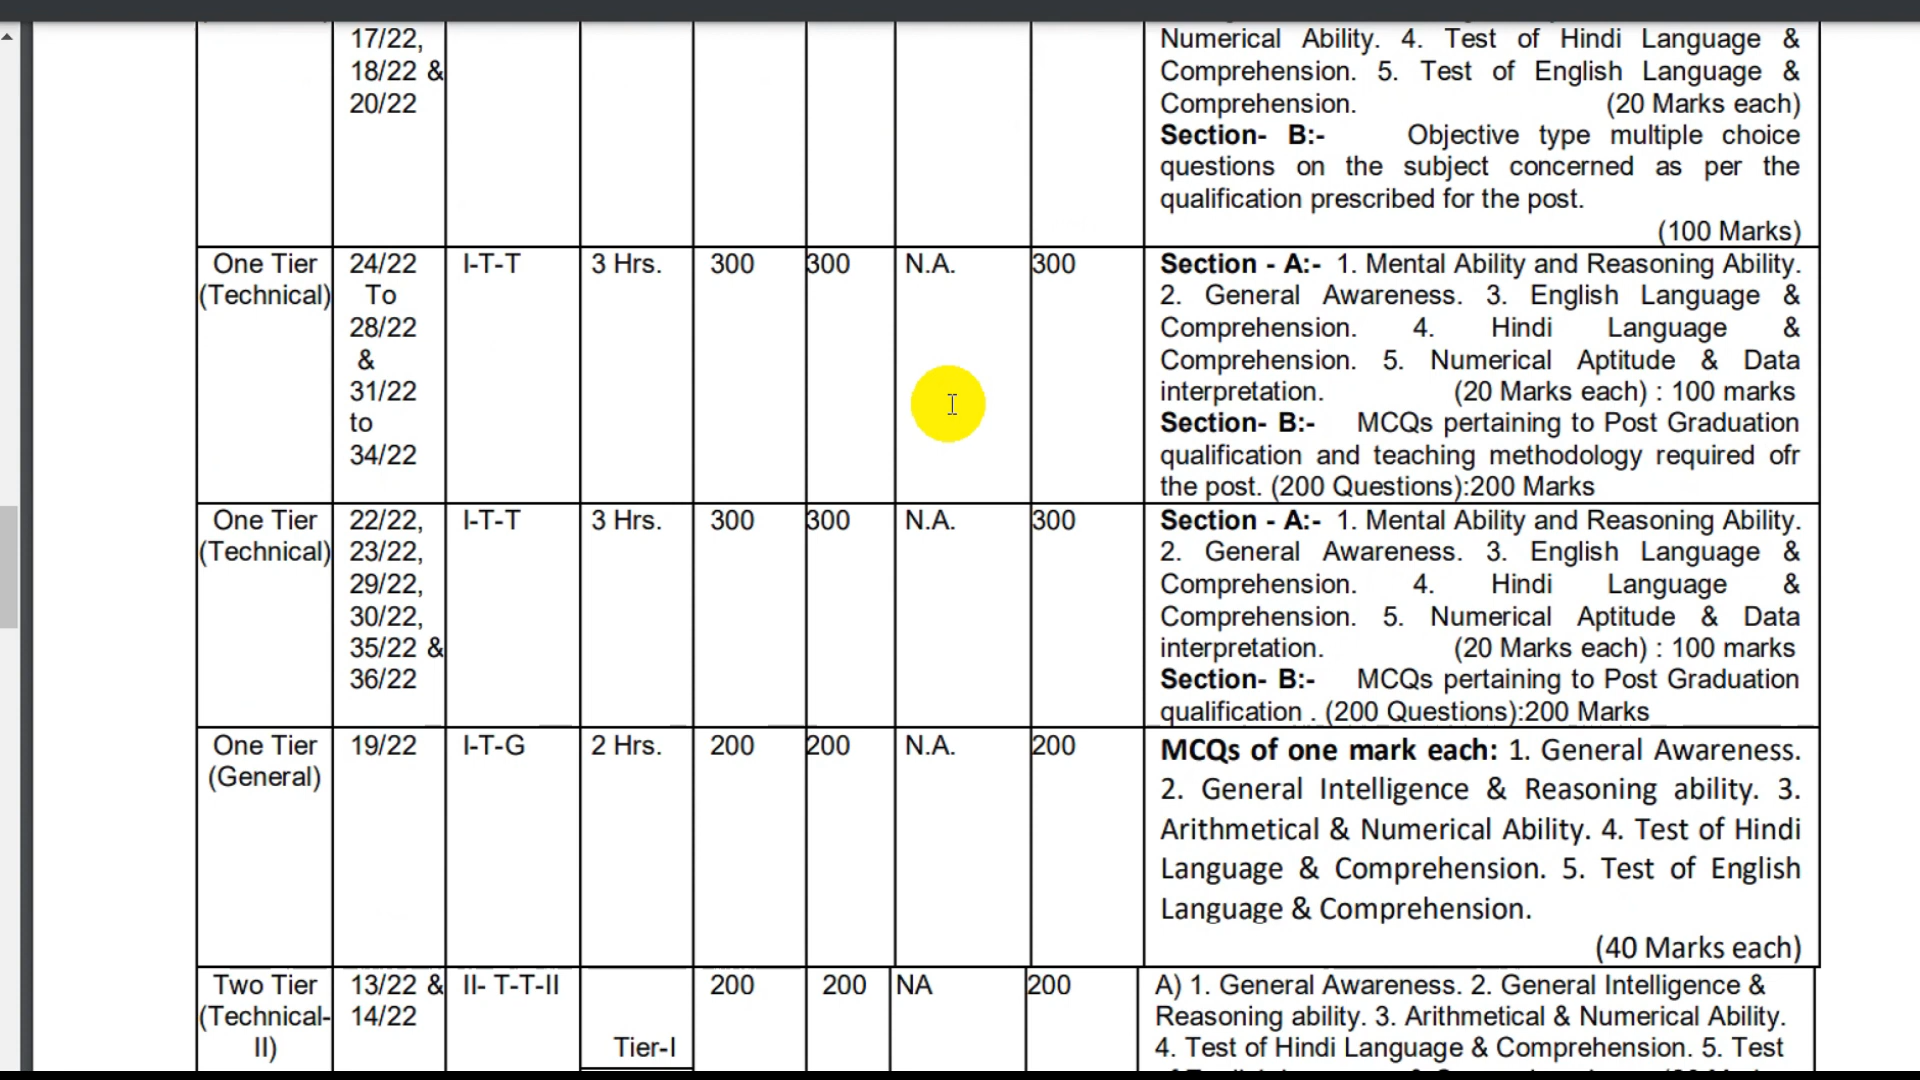 17/22,
18/22 &
20/22
Numerical Ability. 4. Test of Hindi Language &
Comprehension. 5. Test of English Language &
Comprehension. (20 Marks each)
Section- B:- Objective type multiple choice
questions on the subject concerned as per the
qualification prescribed for the post.
(100 Marks)
One Tier
(Technical)
24/22
To
28/22
&
31/22
to
34/22
I-T-T
3 Hrs.
300
300
N.A.
300
Section - A:- 1. Mental Ability and Reasoning Ability.
2. General Awareness. 3. English Language &
Comprehension. 4. Hindi Language &
Comprehension. 5. Numerical Aptitude & Data
interpretation. (20 Marks each) : 100 marks
Section- B:- MCQs pertaining to Post Graduation
qualification and teaching methodology required ofr
the post. (200 Questions):200 Marks
One Tier
(Technical)
22/22,
23/22,
29/22,
30/22,
35/22 &
36/22
I-T-T
3 Hrs.
300
300
N.A.
300
Section - A:- 1. Mental Ability and Reasoning Ability.
2. General Awareness. 3. English Language &
Comprehension. 4. Hindi Language &
Comprehension. 5. Numerical Aptitude & Data
interpretation. (20 Marks each) : 100 marks
Section- B:- MCQs pertaining to Post Graduation
qualification . (200 Questions):200 Marks
One Tier
(General)
19/22
I-T-G
2 Hrs.
200
200
N.A.
200
MCQs of one mark each: 1. General Awareness.
2. General Intelligence & Reasoning ability. 3.
Arithmetical & Numerical Ability. 4. Test of Hindi
Language & Comprehension. 5. Test of English
Language & Comprehension.
(40 Marks each)
Two Tier
(Technical-
II)
13/22 &
14/22
II- T-T-II
Tier-I
200
200
NA
200
A) 1. General Awareness. 2. General Intelligence &
Reasoning ability. 3. Arithmetical & Numerical Ability.
4. Test of Hindi Language & Comprehension. 5. Test